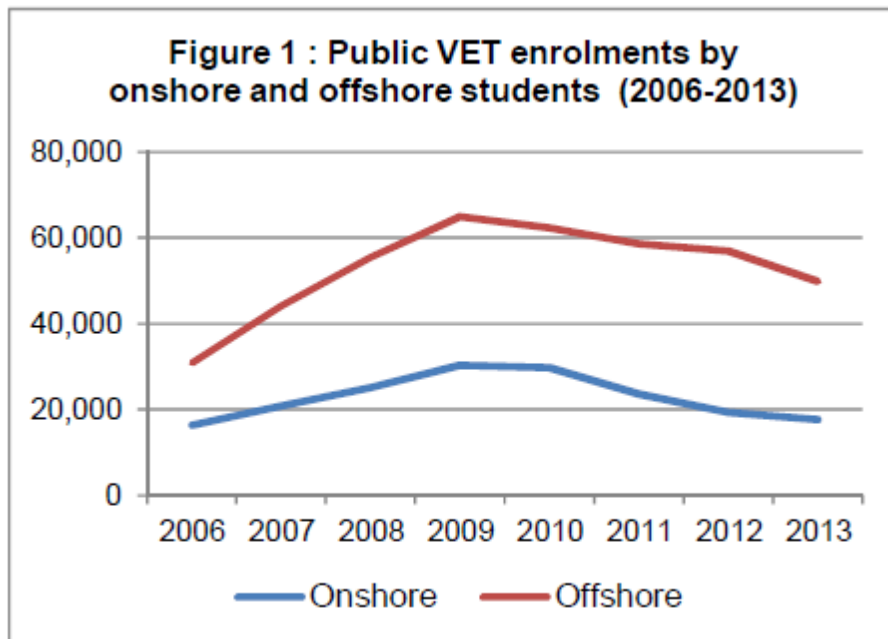 Figure 1 : Public VET enrolments by
onshore and offshore students (2006-2013)
80,000
60,000
40,000
20,000
0
2006 2007 2008 2009 2010 2011 2012 2013
Onshore Offshore